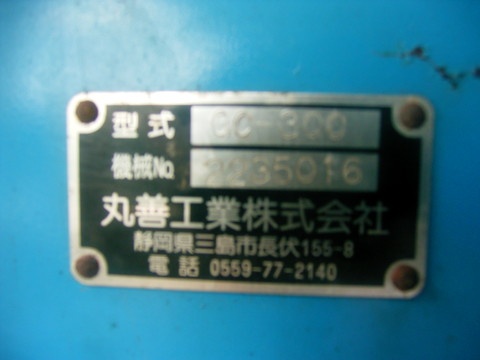 型式
機械No
丸善工業株式会社
静岡県三島市長伏155-8
電話 0559-77-2140